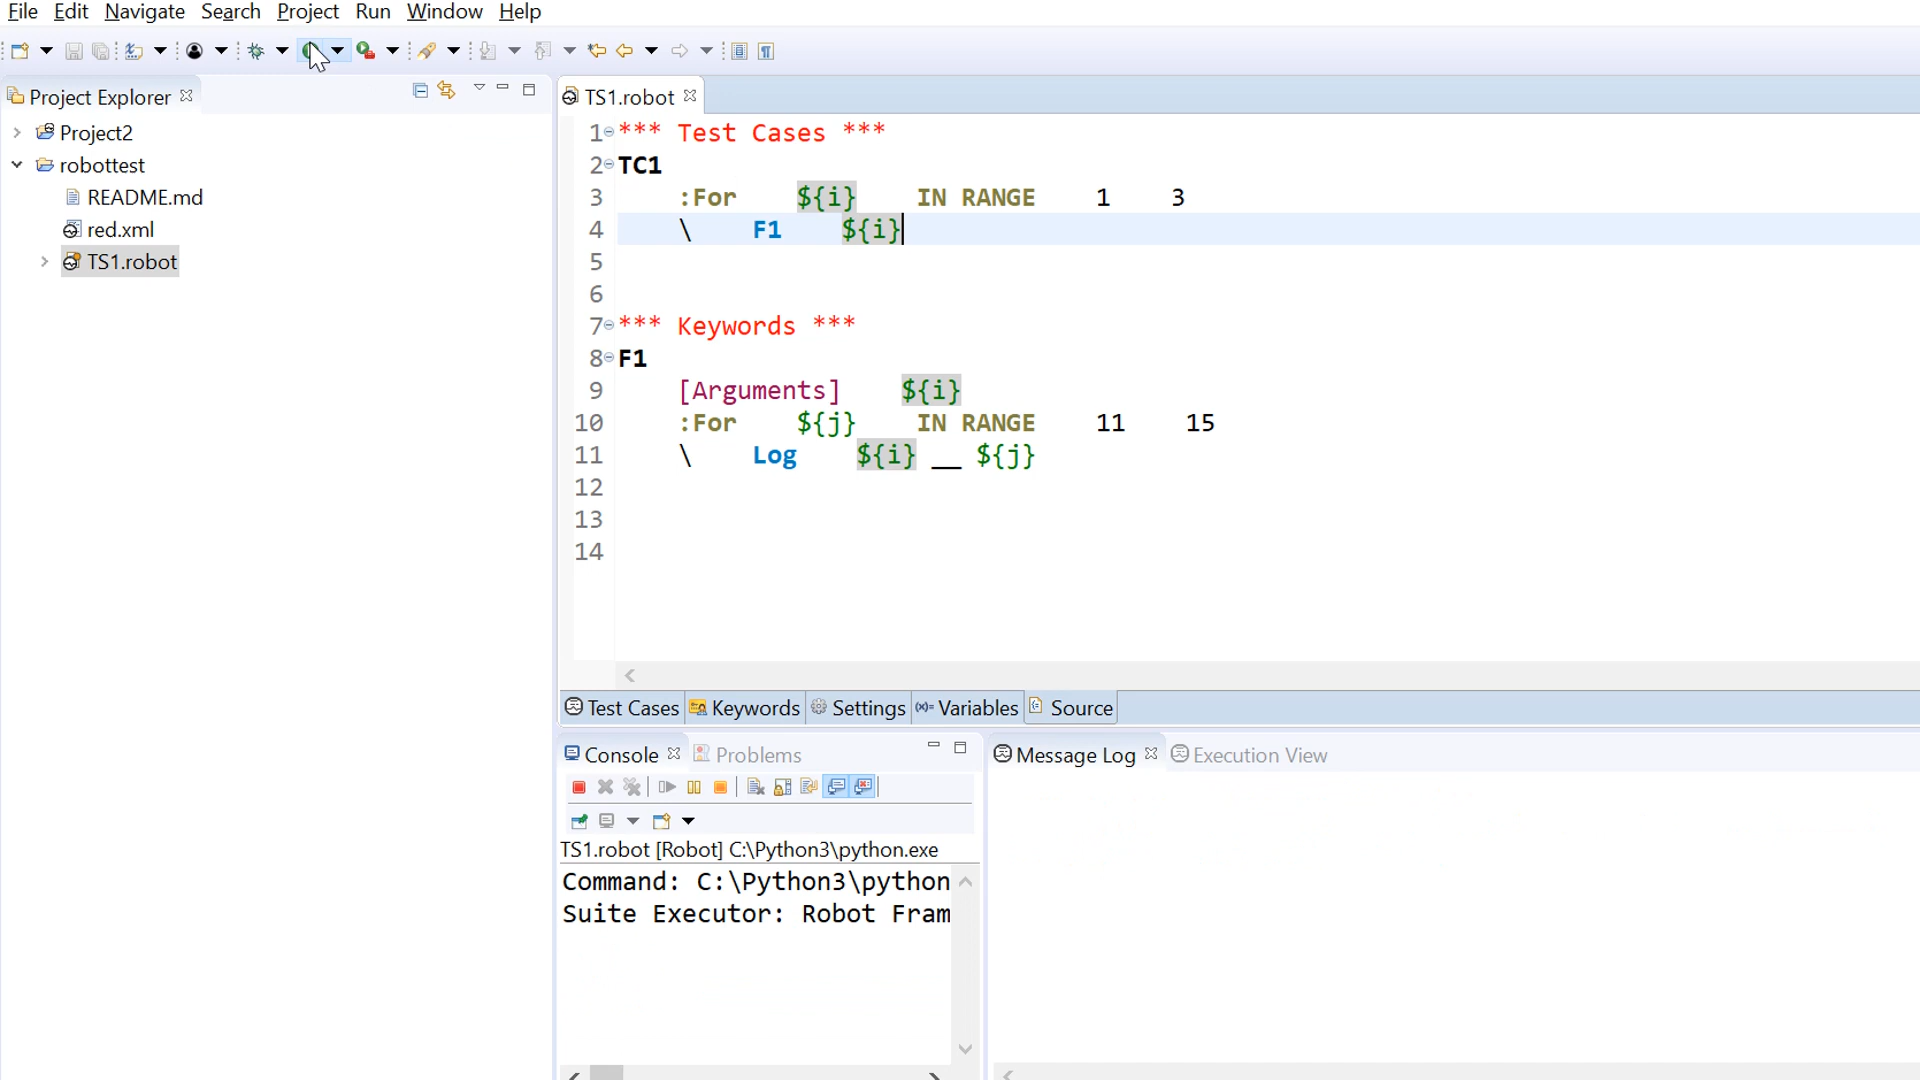 File Edit Navigate Search Project Run Window Help
Project Explorer
Project2
robottest
README.md
red.xml
TS1.robot
TS1.robot
1 *** Test Cases ***
2 TC1
3 :For ${i} IN RANGE 1 3
4 \ F1 ${i}
5
6
7 *** Keywords ***
8 F1
9 [Arguments] ${i}
10 :For ${j} IN RANGE 11 15
11 \ Log ${i} __ ${j}
12
13
14
Test Cases Keywords Settings Variables Source
Console Problems
TS1.robot [Robot] C:\Python3\python.exe
Command: C:\Python3\python
Suite Executor: Robot Fram
Message Log Execution View